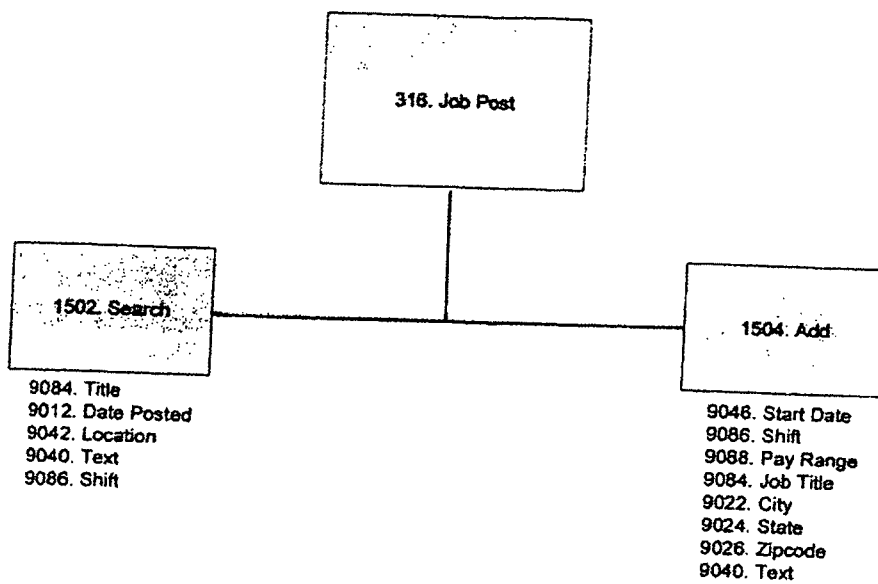 316. Job Post
1502. Search
1504. Add
9084. Title
9012. Date Posted
9042. Location
9040. Text
9086. Shift
9046. Start Date
9086. Shift
9088. Pay Range
9084. Job Title
9022. City
9024. State
9026. Zipcode
9040. Text